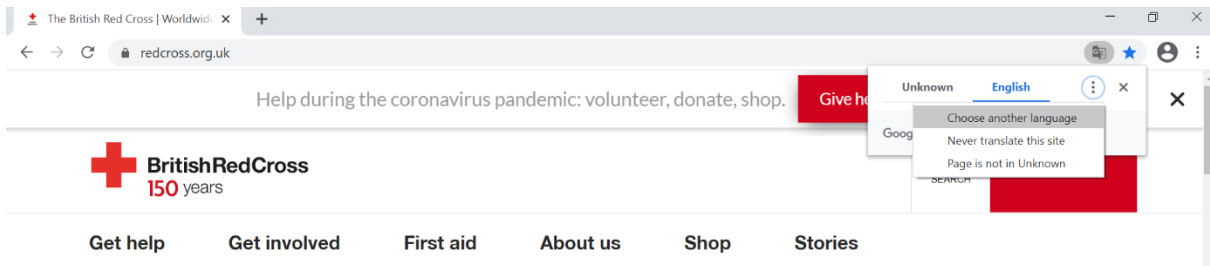 The British Red Cross | Worldwide
redcross.org.uk
Help during the coronavirus pandemic: volunteer, donate, shop.
Give he
Unknown English
Choose another language
Goog
Never translate this site
Page is not in Unknown
SEARCH
BritishRedCross
150 years
Get help Get involved First aid About us Shop Stories